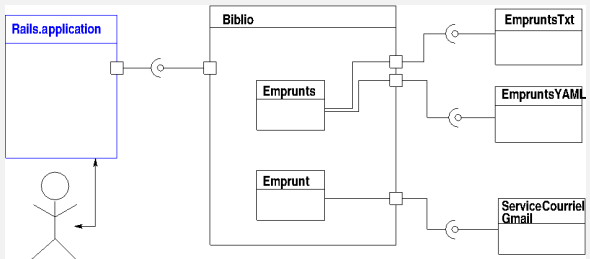 Rails.application
Biblio
EmpruntsTxt
Emprunts
EmpruntsYAML
Emprunt
ServiceCourriel
Gmail